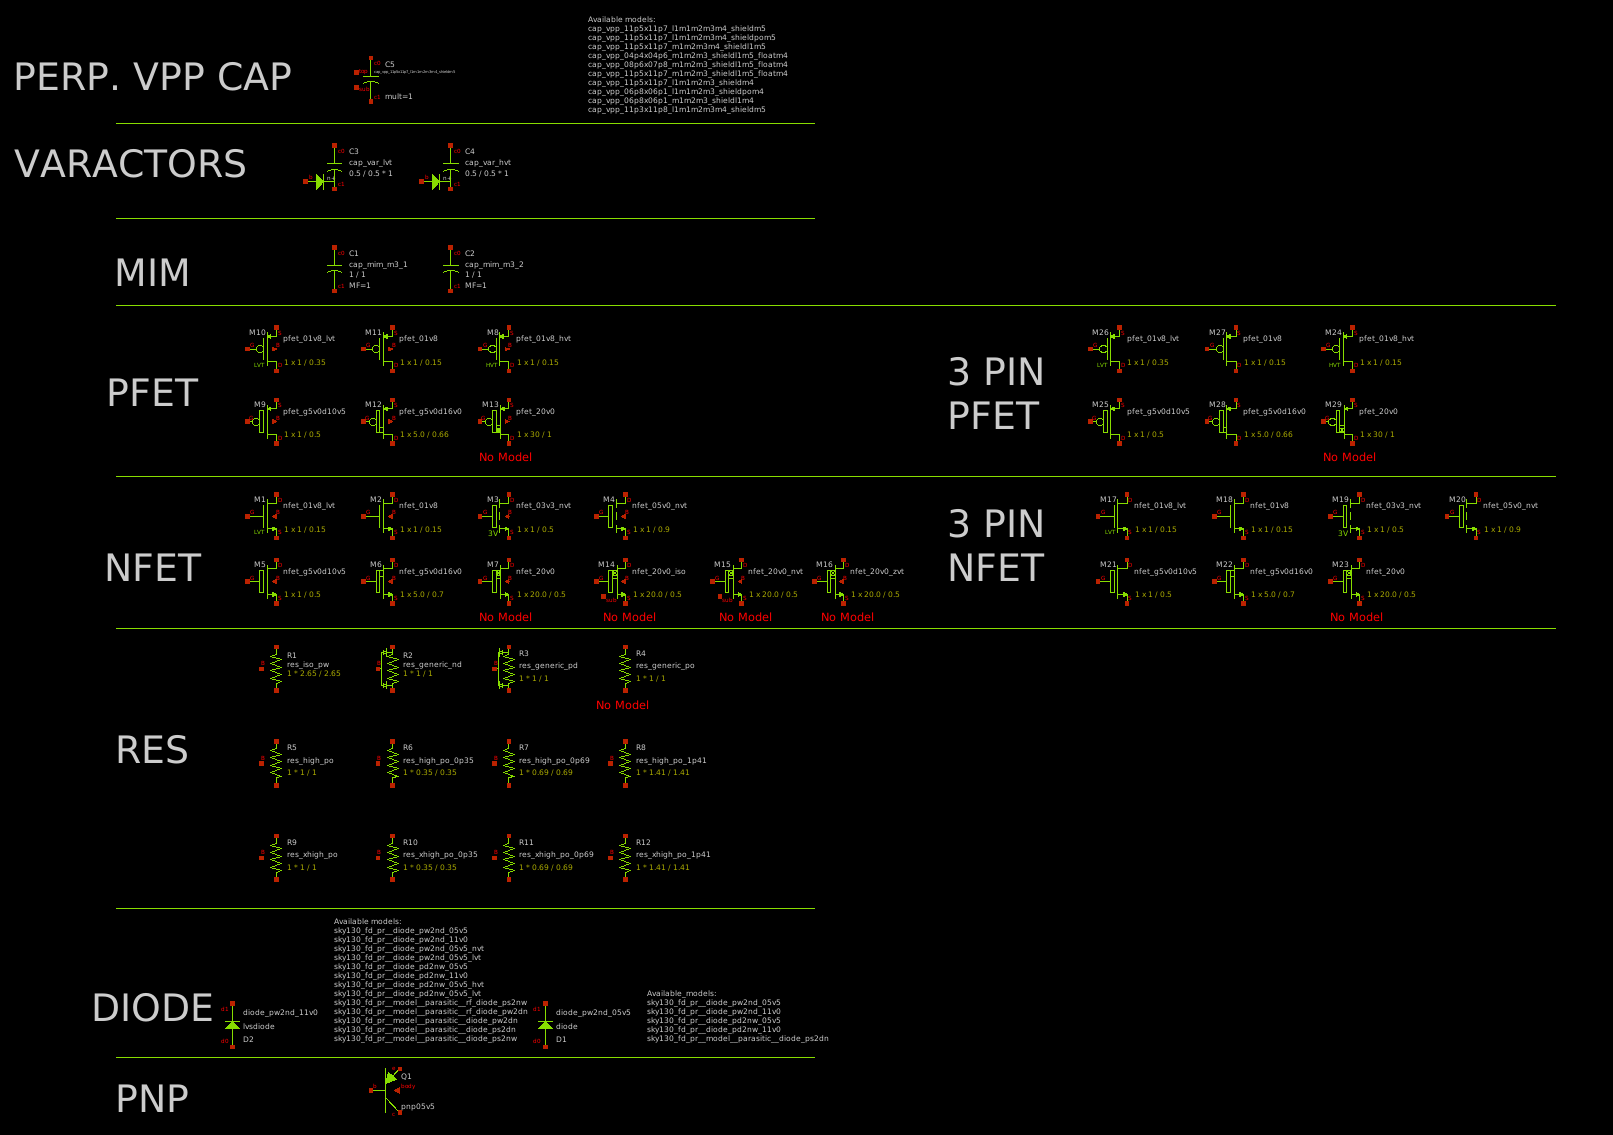 PERP. VPP CAP
C5
mult=1
Available models:
cap_vpp_11p5x11p7_l1m1m2m3m4_shieldm5
cap_vpp_11p5x11p7_l1m1m2m3m4_shieldpom5
cap_vpp_11p5x11p7_m1m2m3m4_shieldl1m5
cap_vpp_04p4x04p6_m1m2m3_shieldl1m5_floatm4
cap_vpp_08p6x07p8_m1m2m3_shieldl1m5_floatm4
cap_vpp_11p5x11p7_m1m2m3_shieldl1m5_floatm4
cap_vpp_11p5x11p7_l1m1m2m3_shieldm4
cap_vpp_06p8x06p1_l1m1m2m3_shieldpom4
cap_vpp_06p8x06p1_m1m2m3_shieldl1m4
cap_vpp_11p3x11p8_l1m1m2m3m4_shieldm5
VARACTORS
C3
cap_var_lvt
0.5 / 0.5 * 1
C4
cap_var_hvt
0.5 / 0.5 * 1
MIM
C1
cap_mim_m3_1
1 / 1
MF=1
C2
cap_mim_m3_2
1 / 1
MF=1
PFET
M10
pfet_01v8_lvt
1 x 1 / 0.35
LVT
M11
pfet_01v8
1 x 1 / 0.15
M8
pfet_01v8_hvt
1 x 1 / 0.15
HVT
M9
pfet_g5v0d10v5
1 x 1 / 0.5
M12
pfet_g5v0d16v0
1 x 5.0 / 0.66
M13
pfet_20v0
1 x 30 / 1
No Model
3 PIN
PFET
M26
pfet_01v8_lvt
1 x 1 / 0.35
LVT
M27
pfet_01v8
1 x 1 / 0.15
M24
pfet_01v8_hvt
1 x 1 / 0.15
HVT
M25
pfet_g5v0d10v5
1 x 1 / 0.5
M28
pfet_g5v0d16v0
1 x 5.0 / 0.66
M29
pfet_20v0
1 x 30 / 1
No Model
NFET
M1
nfet_01v8_lvt
1 x 1 / 0.15
LVT
M2
nfet_01v8
1 x 1 / 0.15
M3
nfet_03v3_nvt
1 x 1 / 0.5
3V
M4
nfet_05v0_nvt
1 x 1 / 0.9
M5
nfet_g5v0d10v5
1 x 1 / 0.5
M6
nfet_g5v0d16v0
1 x 5.0 / 0.7
M7
nfet_20v0
1 x 20.0 / 0.5
No Model
M14
nfet_20v0_iso
1 x 20.0 / 0.5
No Model
M15
nfet_20v0_nvt
1 x 20.0 / 0.5
No Model
M16
nfet_20v0_zvt
1 x 20.0 / 0.5
No Model
3 PIN
NFET
M17
nfet_01v8_lvt
1 x 1 / 0.15
LVT
M18
nfet_01v8
1 x 1 / 0.15
M19
nfet_03v3_nvt
1 x 1 / 0.5
3V
M20
nfet_05v0_nvt
1 x 1 / 0.9
M21
nfet_g5v0d10v5
1 x 1 / 0.5
M22
nfet_g5v0d16v0
1 x 5.0 / 0.7
M23
nfet_20v0
1 x 20.0 / 0.5
No Model
RES
R1
res_iso_pw
1 * 2.65 / 2.65
R2
res_generic_nd
1 * 1 / 1
R3
res_generic_pd
1 * 1 / 1
R4
res_generic_po
1 * 1 / 1
No Model
R5
res_high_po
1 * 1 / 1
R6
res_high_po_0p35
1 * 0.35 / 0.35
R7
res_high_po_0p69
1 * 0.69 / 0.69
R8
res_high_po_1p41
1 * 1.41 / 1.41
R9
res_xhigh_po
1 * 1 / 1
R10
res_xhigh_po_0p35
1 * 0.35 / 0.35
R11
res_xhigh_po_0p69
1 * 0.69 / 0.69
R12
res_xhigh_po_1p41
1 * 1.41 / 1.41
DIODE
diode_pw2nd_11v0
lvsdiode
D2
Available models:
sky130_fd_pr__diode_pw2nd_05v5
sky130_fd_pr__diode_pw2nd_11v0
sky130_fd_pr__diode_pw2nd_05v5_nvt
sky130_fd_pr__diode_pw2nd_05v5_lvt
sky130_fd_pr__diode_pd2nw_05v5
sky130_fd_pr__diode_pd2nw_11v0
sky130_fd_pr__diode_pd2nw_05v5_hvt
sky130_fd_pr__diode_pd2nw_05v5_lvt
sky130_fd_pr__model__parasitic__rf_diode_ps2nw
sky130_fd_pr__model__parasitic__rf_diode_pw2dn
sky130_fd_pr__model__parasitic__diode_pw2dn
sky130_fd_pr__model__parasitic__diode_ps2dn
sky130_fd_pr__model__parasitic__diode_ps2nw
diode_pw2nd_05v5
diode
D1
Available_models:
sky130_fd_pr__diode_pw2nd_05v5
sky130_fd_pr__diode_pw2nd_11v0
sky130_fd_pr__diode_pd2nw_05v5
sky130_fd_pr__diode_pd2nw_11v0
sky130_fd_pr__model__parasitic__diode_ps2dn
PNP
Q1
body
pnp05v5